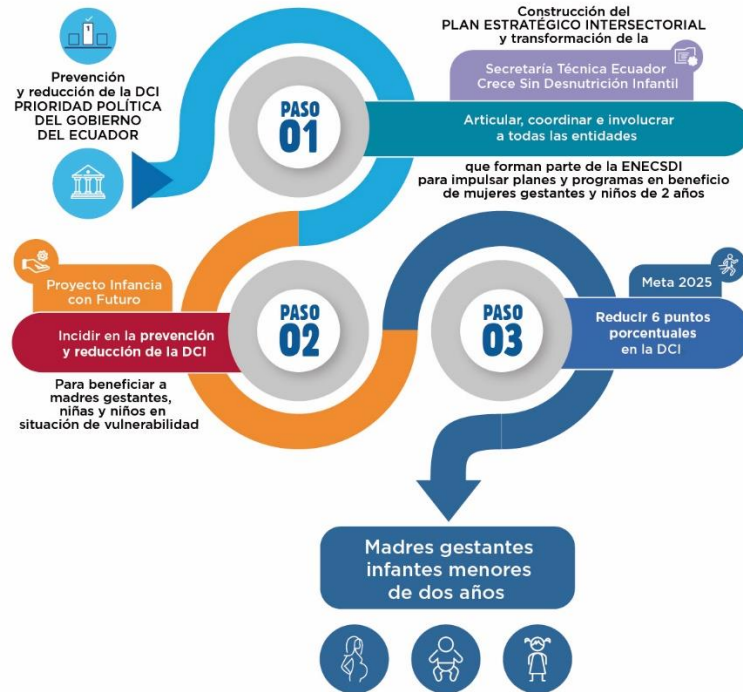 Prevención
y reducción de la DCI
PRIORIDAD POLÍTICA
DEL GOBIERNO
DEL ECUADOR
1
Construcción del
PLAN ESTRATÉGICO INTERSECTORIAL
y transformación de la
Secretaría Técnica Ecuador
Crece Sin Desnutrición Infantil
PASO
01
Articular, coordinar e involucrar
a todas las entidades
que forman parte de la ENECSDI
para impulsar planes y programas en beneficio
de mujeres gestantes y niños de 2 años
Proyecto Infancia
con Futuro
Incidir en la prevención
y reducción de la DCI
Para beneficiar a
madres gestantes,
niñas y niños en
situación de vulnerabilidad
PASO
02
PASO
03
Meta 2025
Reducir 6 puntos
porcentuales
en la DCI
Madres gestantes
infantes menores
de dos años